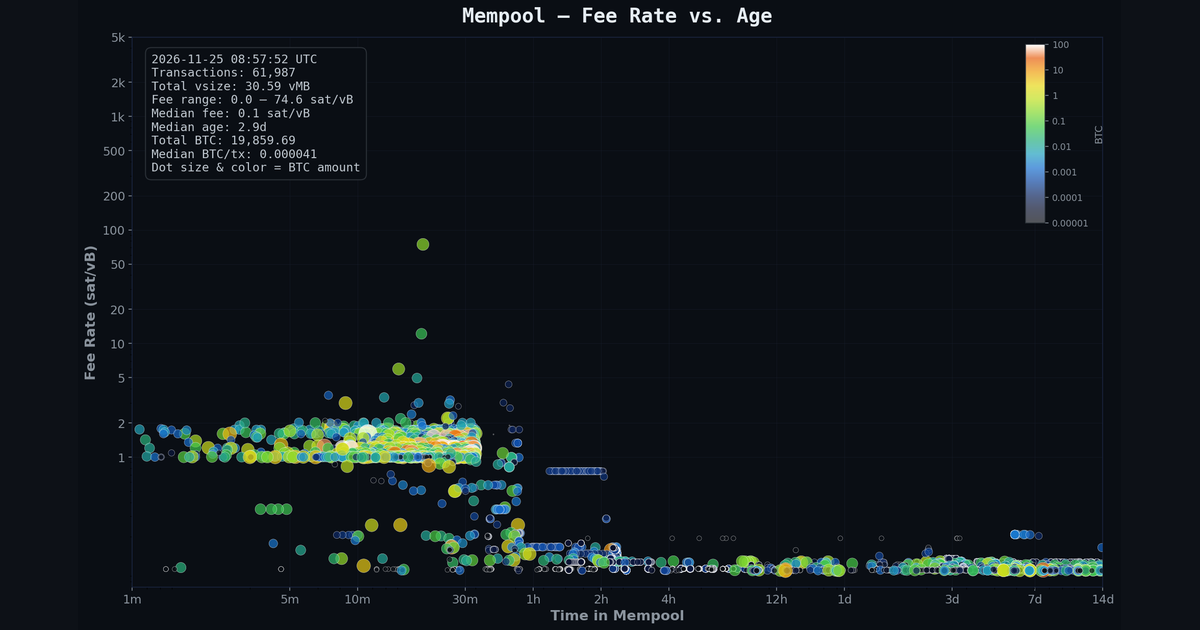 Mempool — Fee Rate vs. Age
2026-11-25 08:57:52 UTC
Transactions: 61,987
Total vsize: 30.59 vMB
Fee range: 0.0 – 74.6 sat/vB
Median fee: 0.1 sat/vB
Median age: 2.9d
Total BTC: 19,859.69
Median BTC/tx: 0.000041
Dot size & color = BTC amount
100
10
1
0.1
0.01
0.001
0.0001
0.00001
BTC
Fee Rate (sat/vB)
5k
2k
1k
500
200
100
50
20
10
5
2
1
1m
5m
10m
30m
1h
2h
4h
12h
1d
3d
7d
14d
Time in Mempool